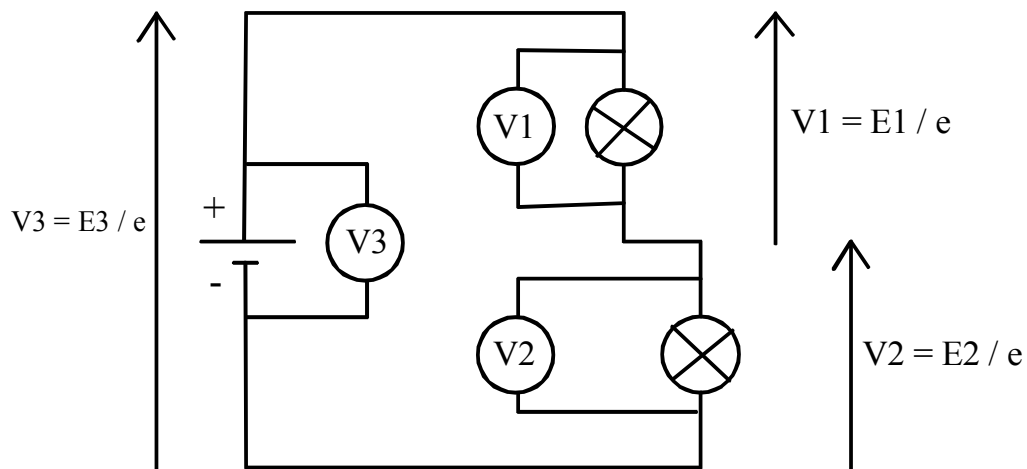 V1
V1 = E1 / e
V3 = E3 / e
+
V3
-
V2
V2 = E2 / e